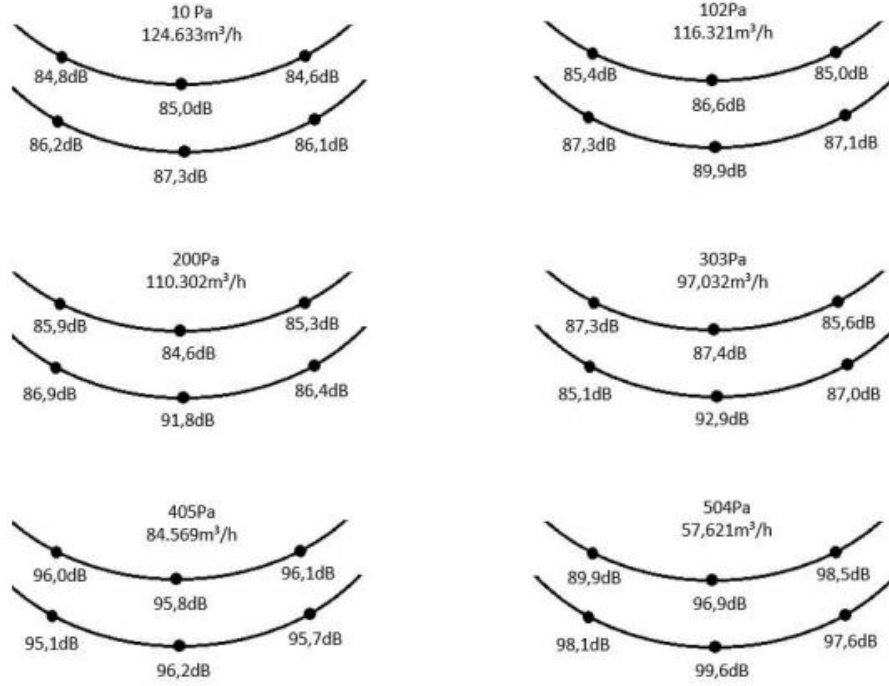 10 Pa
124.633m³/h
84,8dB
84,6dB
85,0dB
86,2dB
86,1dB
87,3dB
102Pa
116.321m³/h
85,4dB
85,0dB
86,6dB
87,3dB
87,1dB
89,9dB
200Pa
110.302m³/h
85,9dB
85,3dB
84,6dB
86,9dB
86,4dB
91,8dB
303Pa
97,032m³/h
87,3dB
85,6dB
87,4dB
85,1dB
87,0dB
92,9dB
405Pa
84.569m³/h
96,0dB
96,1dB
95,8dB
95,1dB
95,7dB
96,2dB
504Pa
57,621m³/h
89,9dB
98,5dB
96,9dB
98,1dB
97,6dB
99,6dB